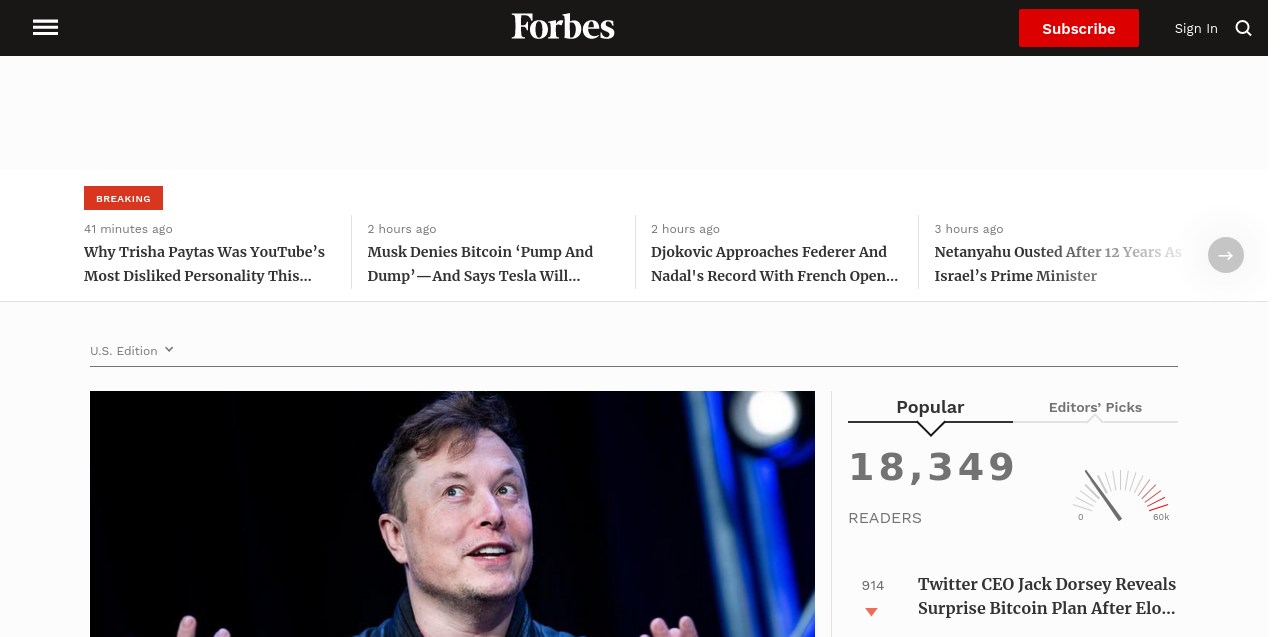 Forbes
Subscribe
Sign In
BREAKING
41 minutes ago
Why Trisha Paytas Was YouTube’s
Most Disliked Personality This...
2 hours ago
Musk Denies Bitcoin ‘Pump And
Dump’—And Says Tesla Will...
2 hours ago
Djokovic Approaches Federer And
Nadal's Record With French Open...
3 hours ago
Netanyahu Ousted After 12 Years As
Israel’s Prime Minister
U.S. Edition
Popular
Editors’ Picks
18,349
READERS
0
60k
914
Twitter CEO Jack Dorsey Reveals
Surprise Bitcoin Plan After Elo...